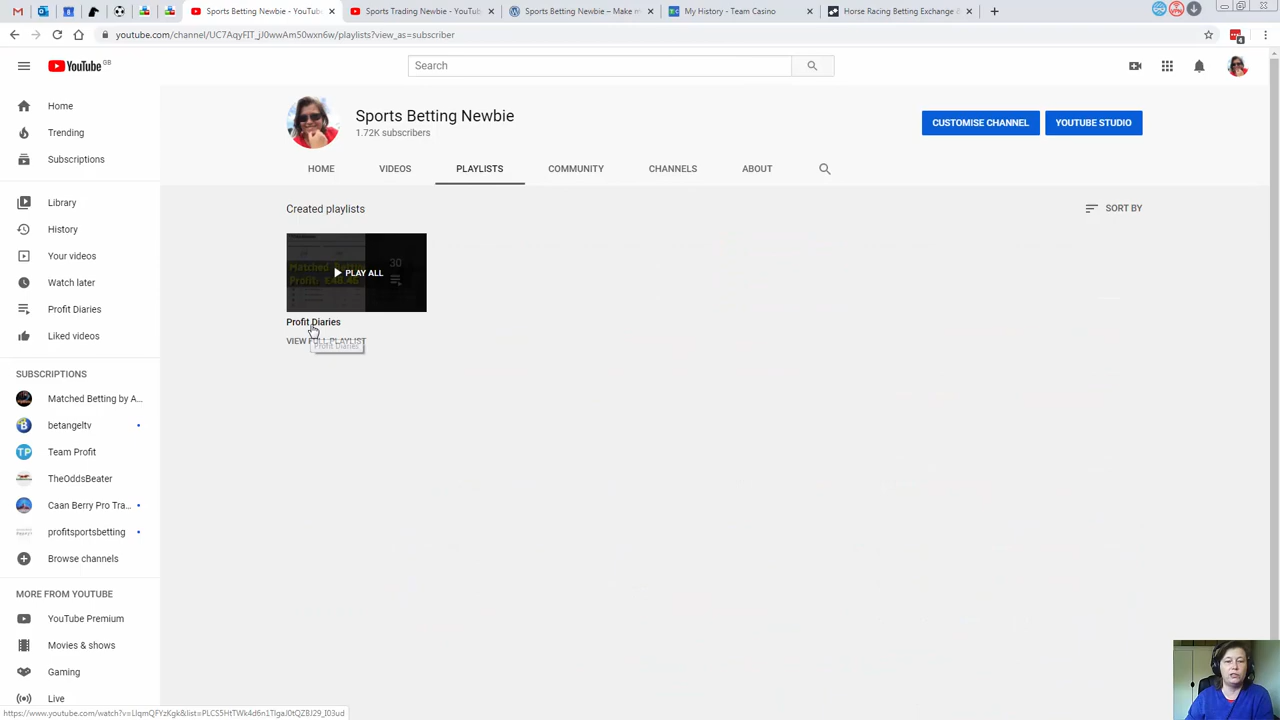 Sports Betting Newbie - YouTub
Sports Trading Newbie - YouTub
Sports Betting Newbie – Make m
My History - Team Casino
Horse Racing Betting Exchange &
youtube.com/channel/UC7AqyFIT_jJ0wwAm50wxn6w/playlists?view_as=subscriber
YouTube GB
Search
Home
Trending
Subscriptions
Library
History
Your videos
Watch later
Profit Diaries
Liked videos
SUBSCRIPTIONS
Matched Betting by A...
betangeltv
Team Profit
TheOddsBeater
Caan Berry Pro Tra...
profitsportsbetting
Browse channels
MORE FROM YOUTUBE
YouTube Premium
Movies & shows
Gaming
Live
Sports Betting Newbie
1.72K subscribers
CUSTOMISE CHANNEL
YOUTUBE STUDIO
HOME
VIDEOS
PLAYLISTS
COMMUNITY
CHANNELS
ABOUT
Created playlists
SORT BY
PLAY ALL
30
Profit Diaries
VIEW FULL PLAYLIST
Profit Diaries